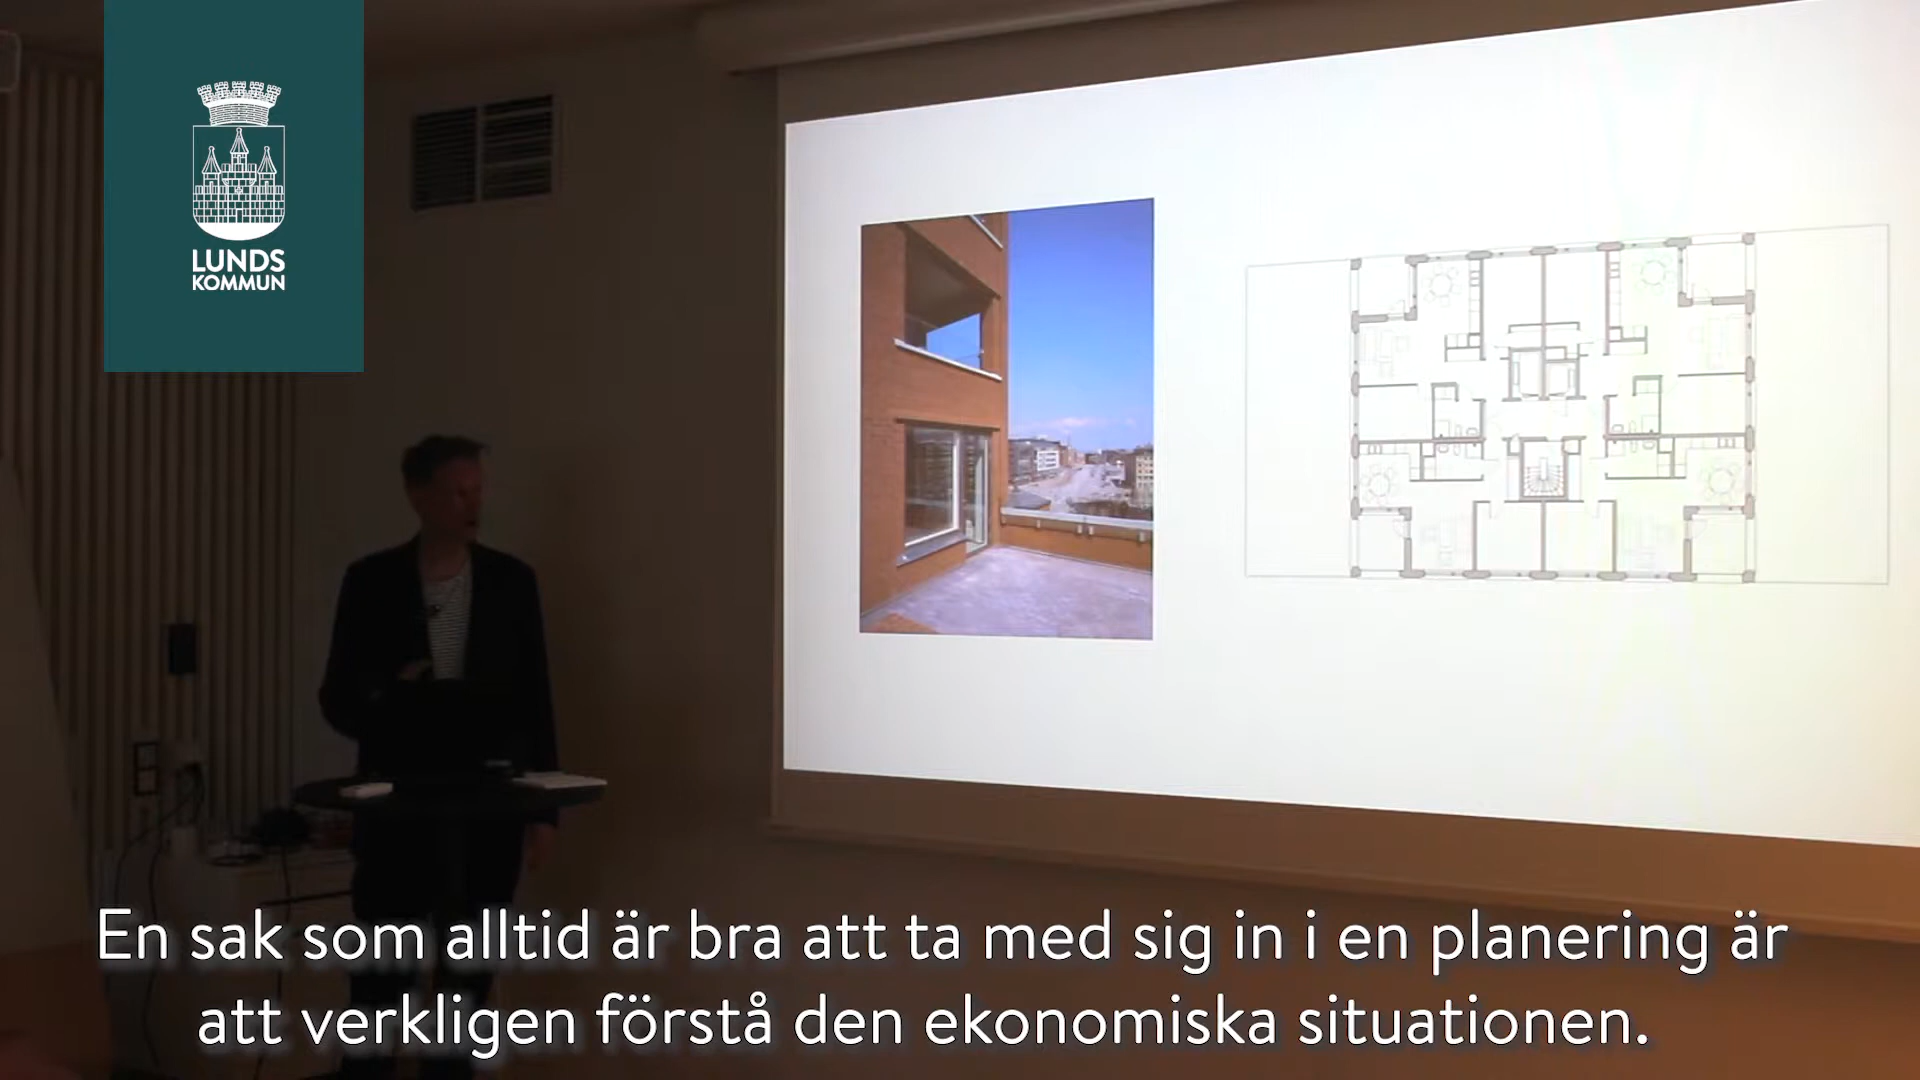 LUNDS
KOMMUN
En sak som alltid är bra att ta med sig in i en planering är
att verkligen förstå den ekonomiska situationen.